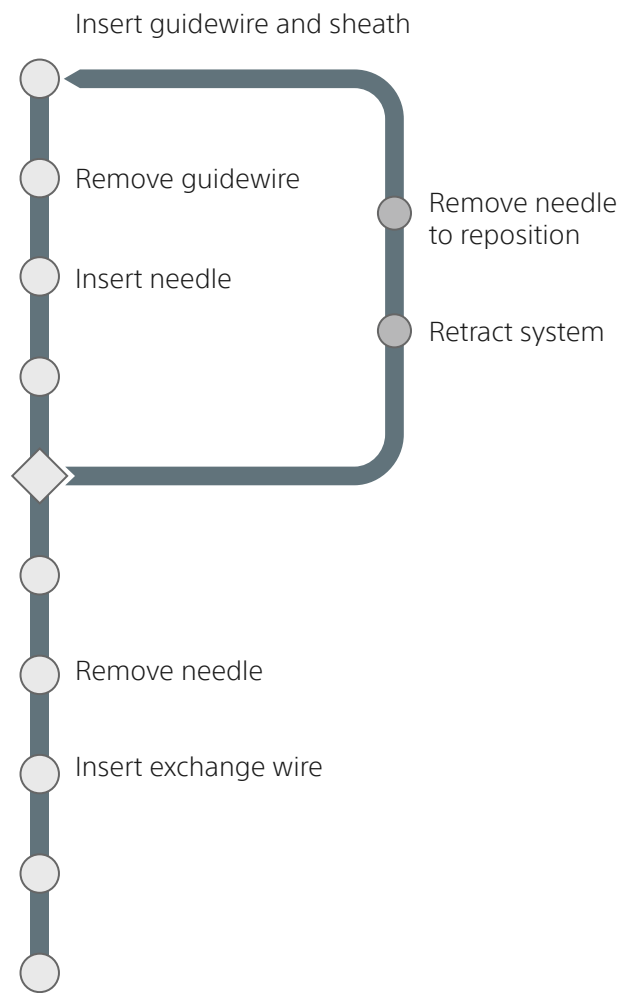 Insert guidewire and sheath
Remove guidewire
Insert needle
Remove needle
to reposition
Retract system
Remove needle
Insert exchange wire